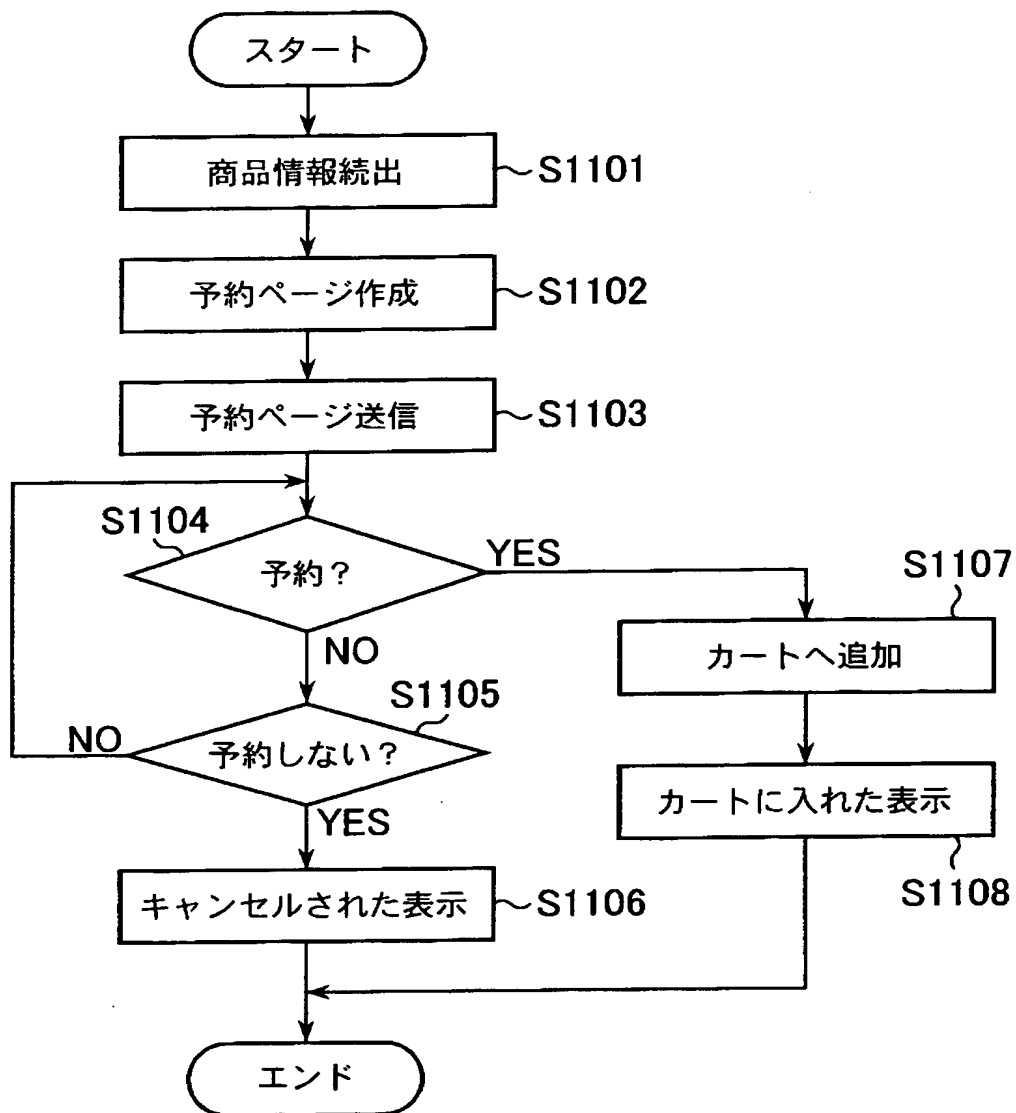 スタート
商品情報続出
S1101
予約ページ作成
S1102
予約ページ送信
S1103
S1104
予約?
YES
NO
S1105
予約しない?
NO
YES
キャンセルされた表示
S1106
S1107
カートへ追加
カートに入れた表示
S1108
エンド